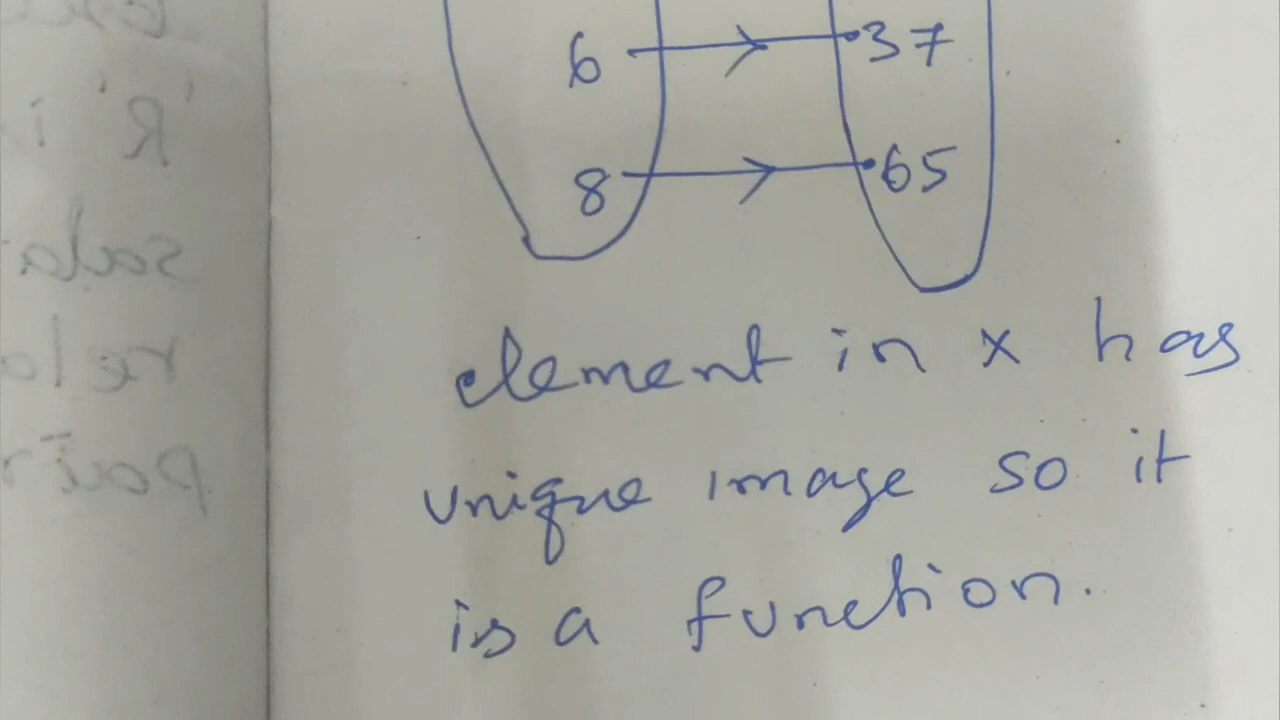 6 37
8 65
element in x has
unique image so it
is a function.